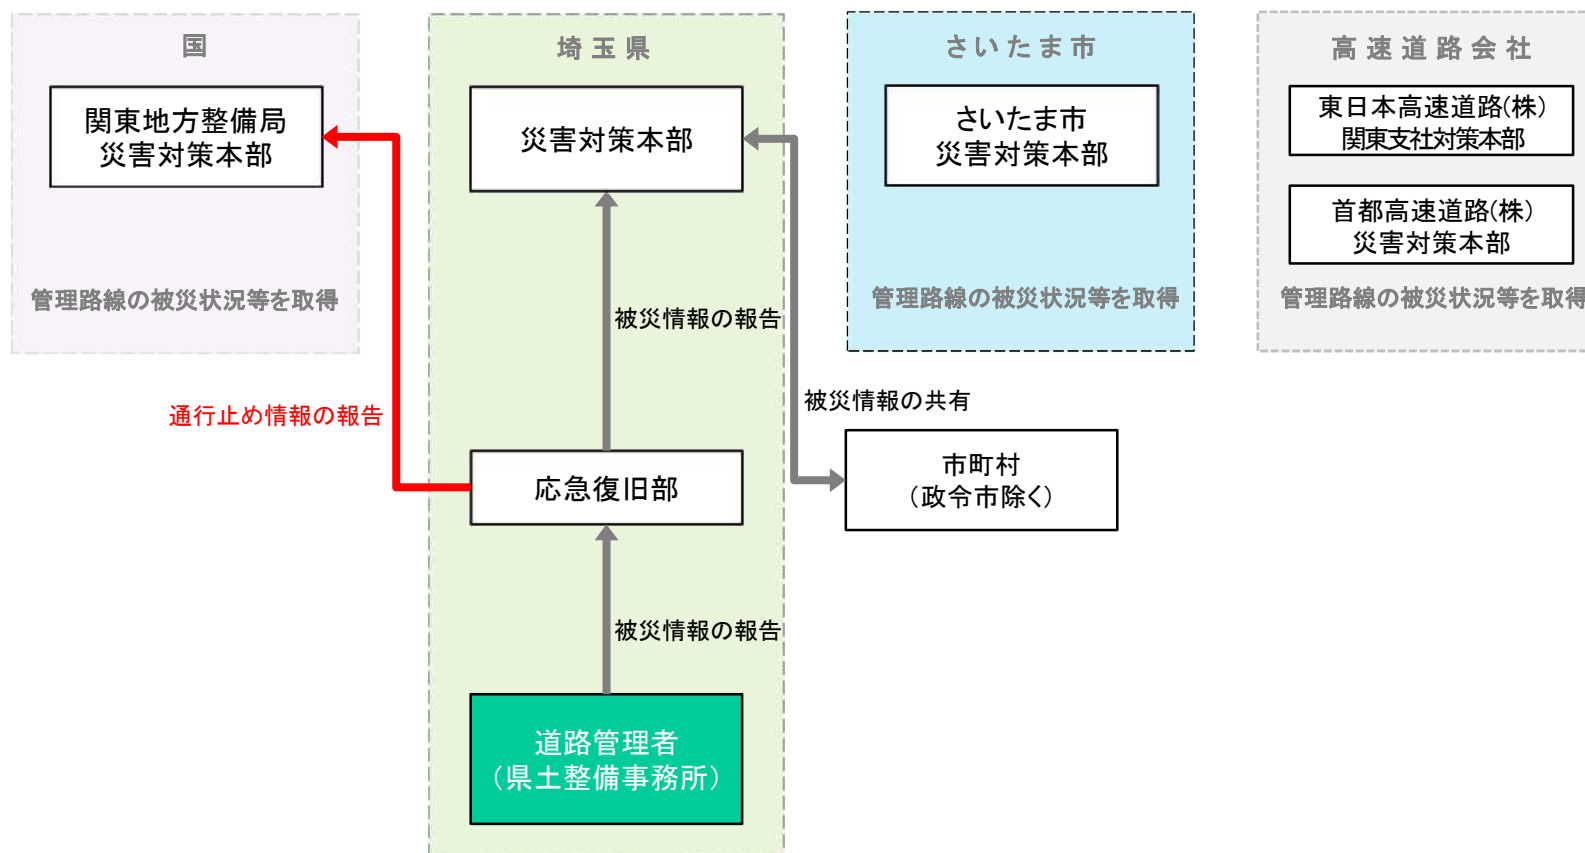 国
関東地方整備局
災害対策本部
管理路線の被災状況等を取得
埼玉県
災害対策本部
被災情報の報告
通行止め情報の報告
応急復旧部
被災情報の報告
道路管理者
（県土整備事務所）
さいたま市
さいたま市
災害対策本部
管理路線の被災状況等を取得
被災情報の共有
市町村
（政令市除く）
高速道路会社
東日本高速道路(株)
関東支社対策本部
首都高速道路(株)
災害対策本部
管理路線の被災状況等を取得